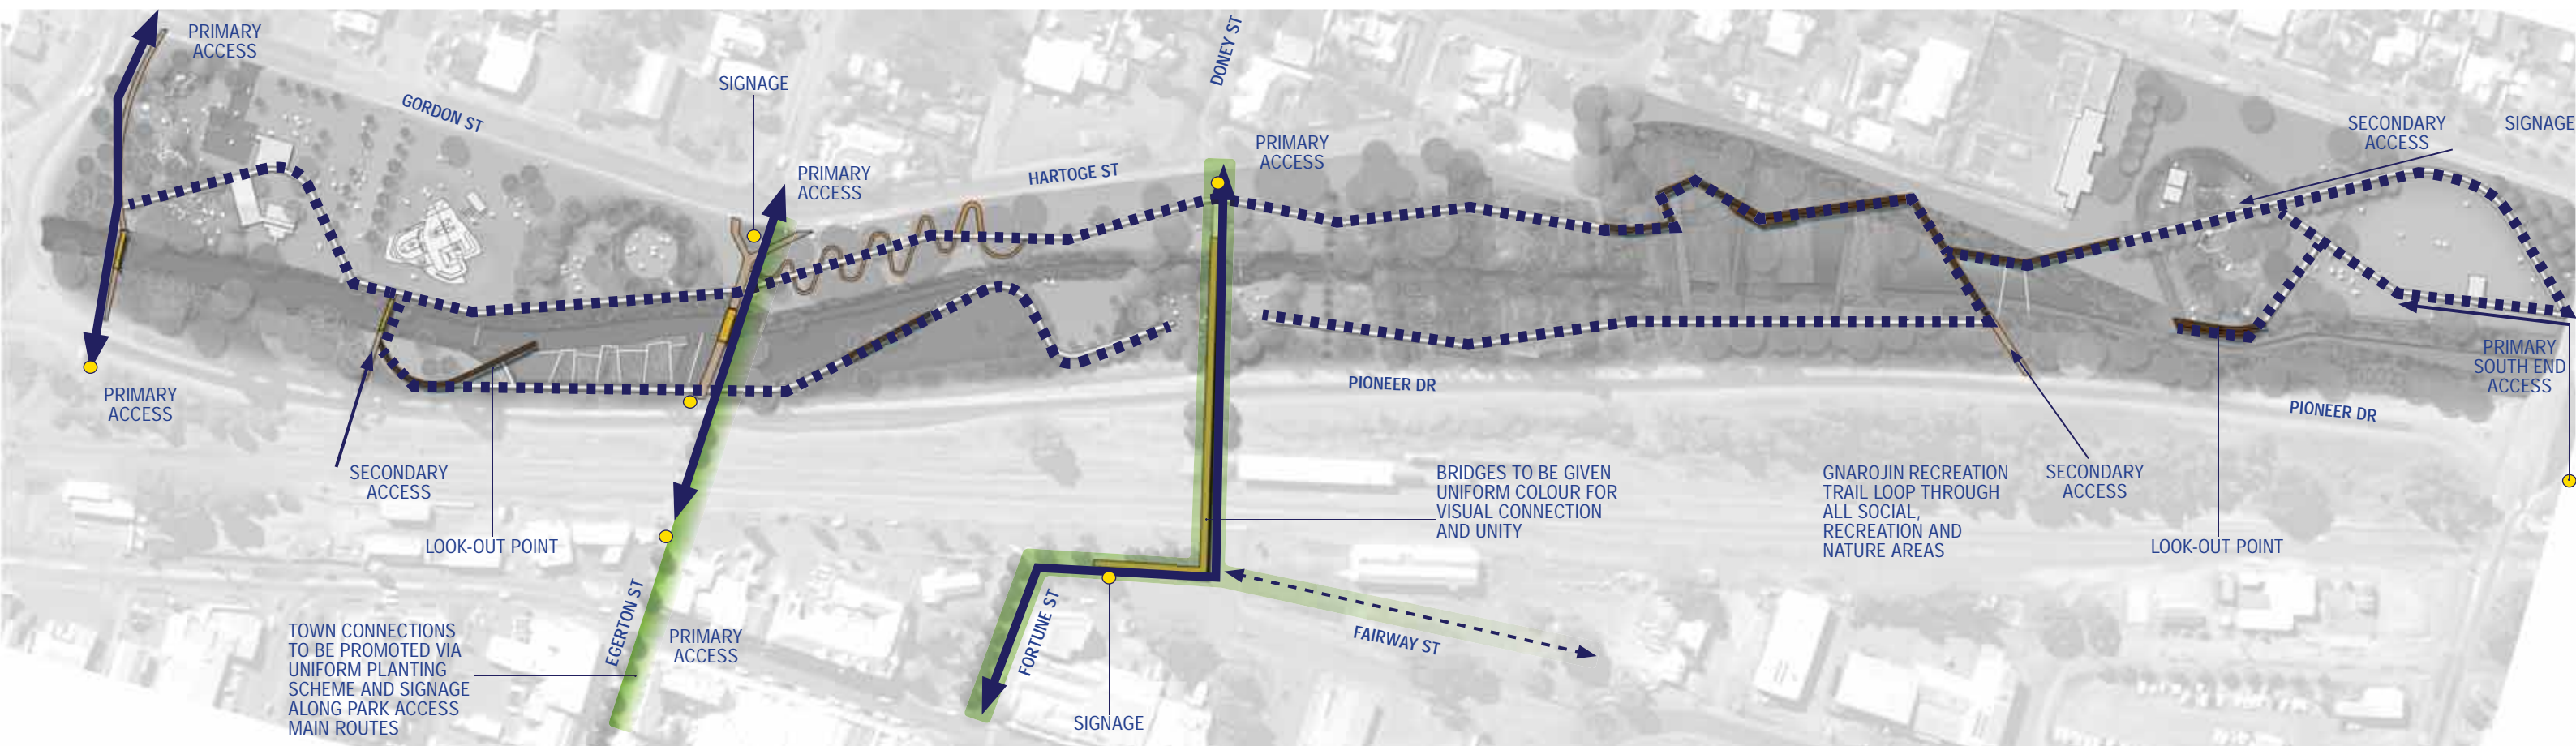 PRIMARY
ACCESS
GORDON ST
SIGNAGE
PRIMARY
ACCESS
HARTOGE ST
DONEY ST
PRIMARY
ACCESS
SECONDARY
ACCESS
SIGNAGE
PRIMARY
ACCESS
SECONDARY
ACCESS
LOOK-OUT POINT
PIONEER DR
PRIMARY
SOUTH END
ACCESS
PIONEER DR
BRIDGES TO BE GIVEN
UNIFORM COLOUR FOR
VISUAL CONNECTION
AND UNITY
GNAROJIN RECREATION
TRAIL LOOP THROUGH
ALL SOCIAL,
RECREATION AND
NATURE AREAS
SECONDARY
ACCESS
LOOK-OUT POINT
TOWN CONNECTIONS
TO BE PROMOTED VIA
UNIFORM PLANTING
SCHEME AND SIGNAGE
ALONG PARK ACCESS
MAIN ROUTES
EGERTON ST
PRIMARY
ACCESS
FORTUNE ST
SIGNAGE
FAIRWAY ST